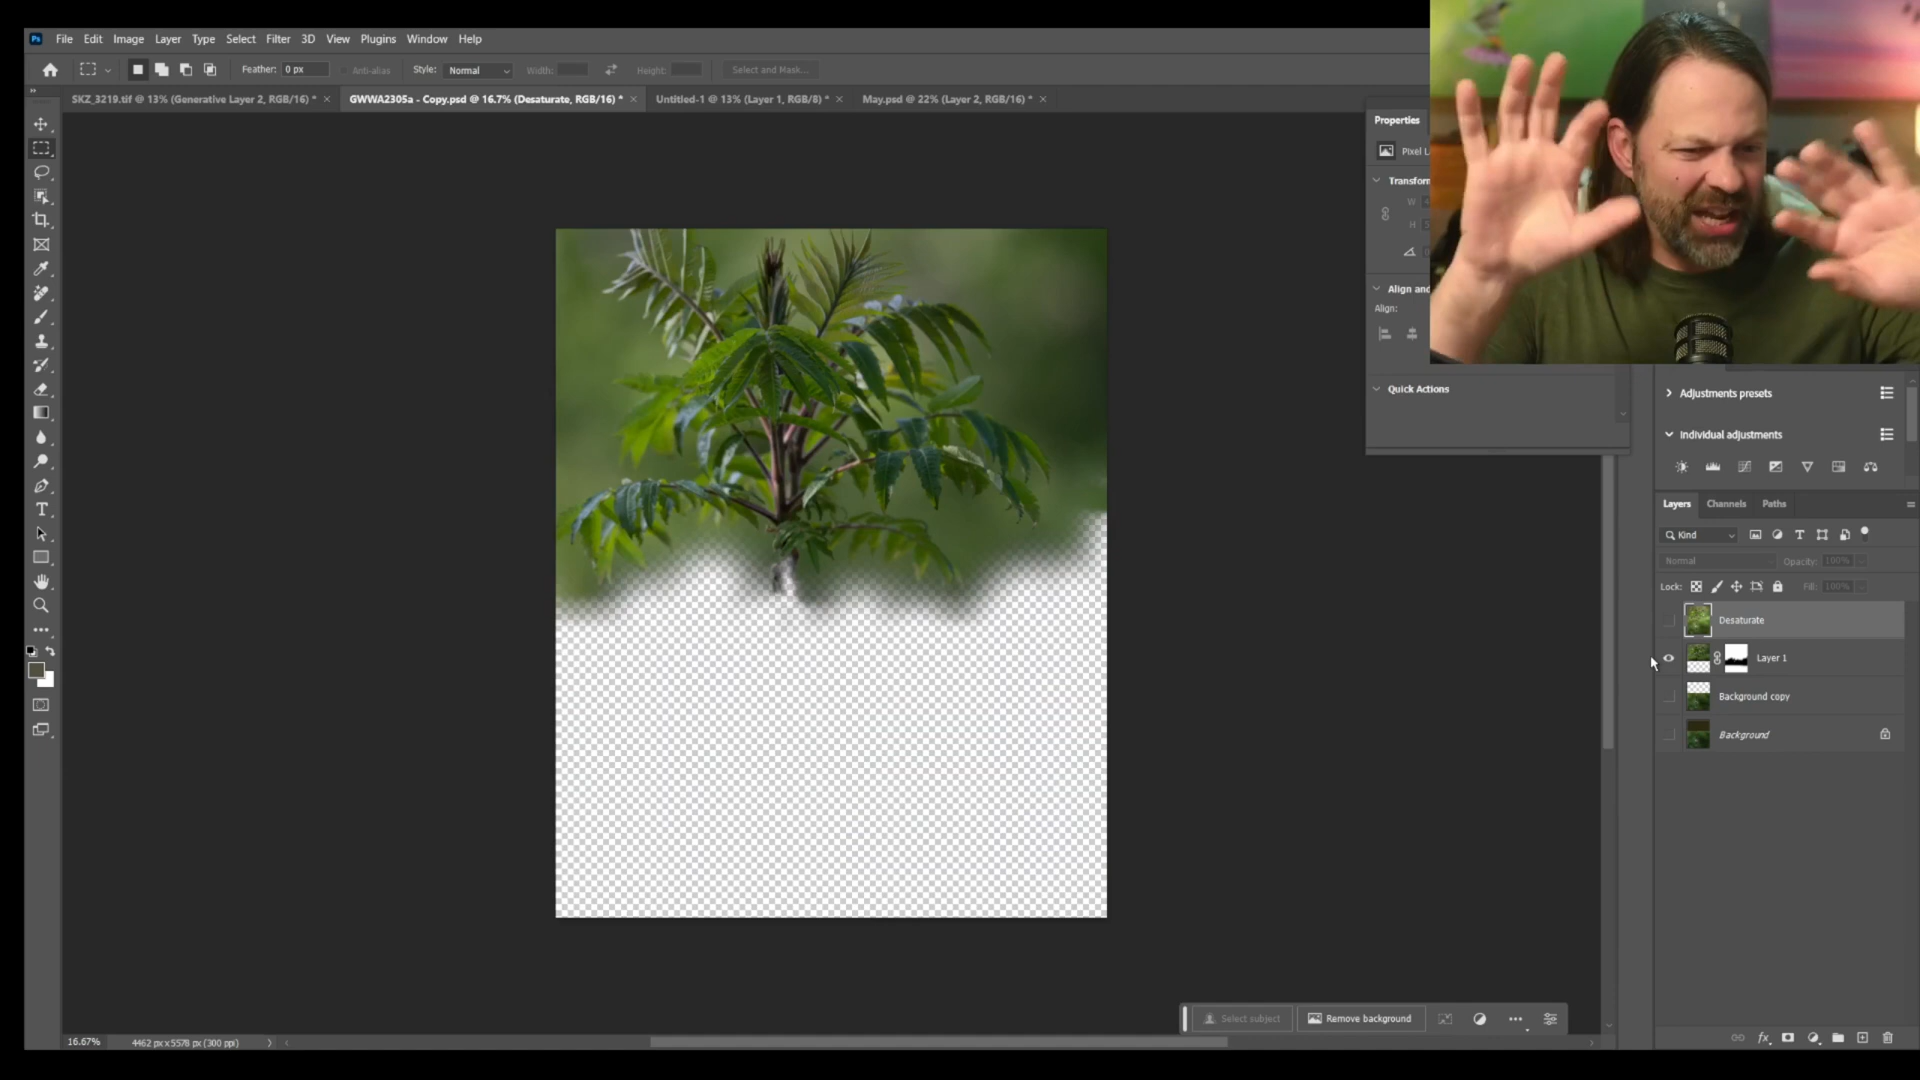 Ps File Edit Image Layer Type Select Filter 3D View Plugins Window Help
Feather: 0 px Anti-alias Style: Normal Width: Height: Select and Mask...
SKZ_3219.tif @ 13% (Generative Layer 2, RGB/16) * × GWWA2305a - Copy.psd @ 16.7% (Desaturate, RGB/16) * × Untitled-1 @ 13% (Layer 1, RGB/8) * × May.psd @ 22% (Layer 2, RGB/16) * ×
Properties
Pixel L
Transform
W
H
Align and
Align:
Quick Actions
Adjustments presets
Individual adjustments
Layers Channels Paths
Kind
Normal Opacity: 100%
Lock: Fill: 100%
Desaturate
Layer 1
Background copy
Background
Select subject Remove background
16.67% 4462 px x 5578 px (300 ppi)